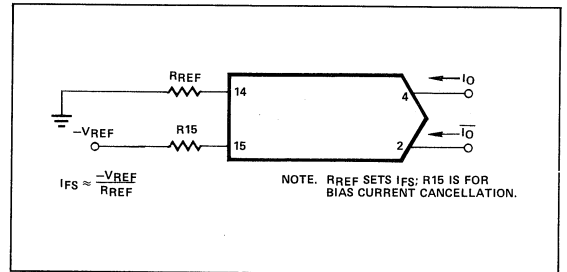 RREF
14
4
IO
-VREF
R15
15
2
IO
IFS ≈ -VREF / RREF
NOTE. RREF SETS IFS; R15 IS FOR
BIAS CURRENT CANCELLATION.